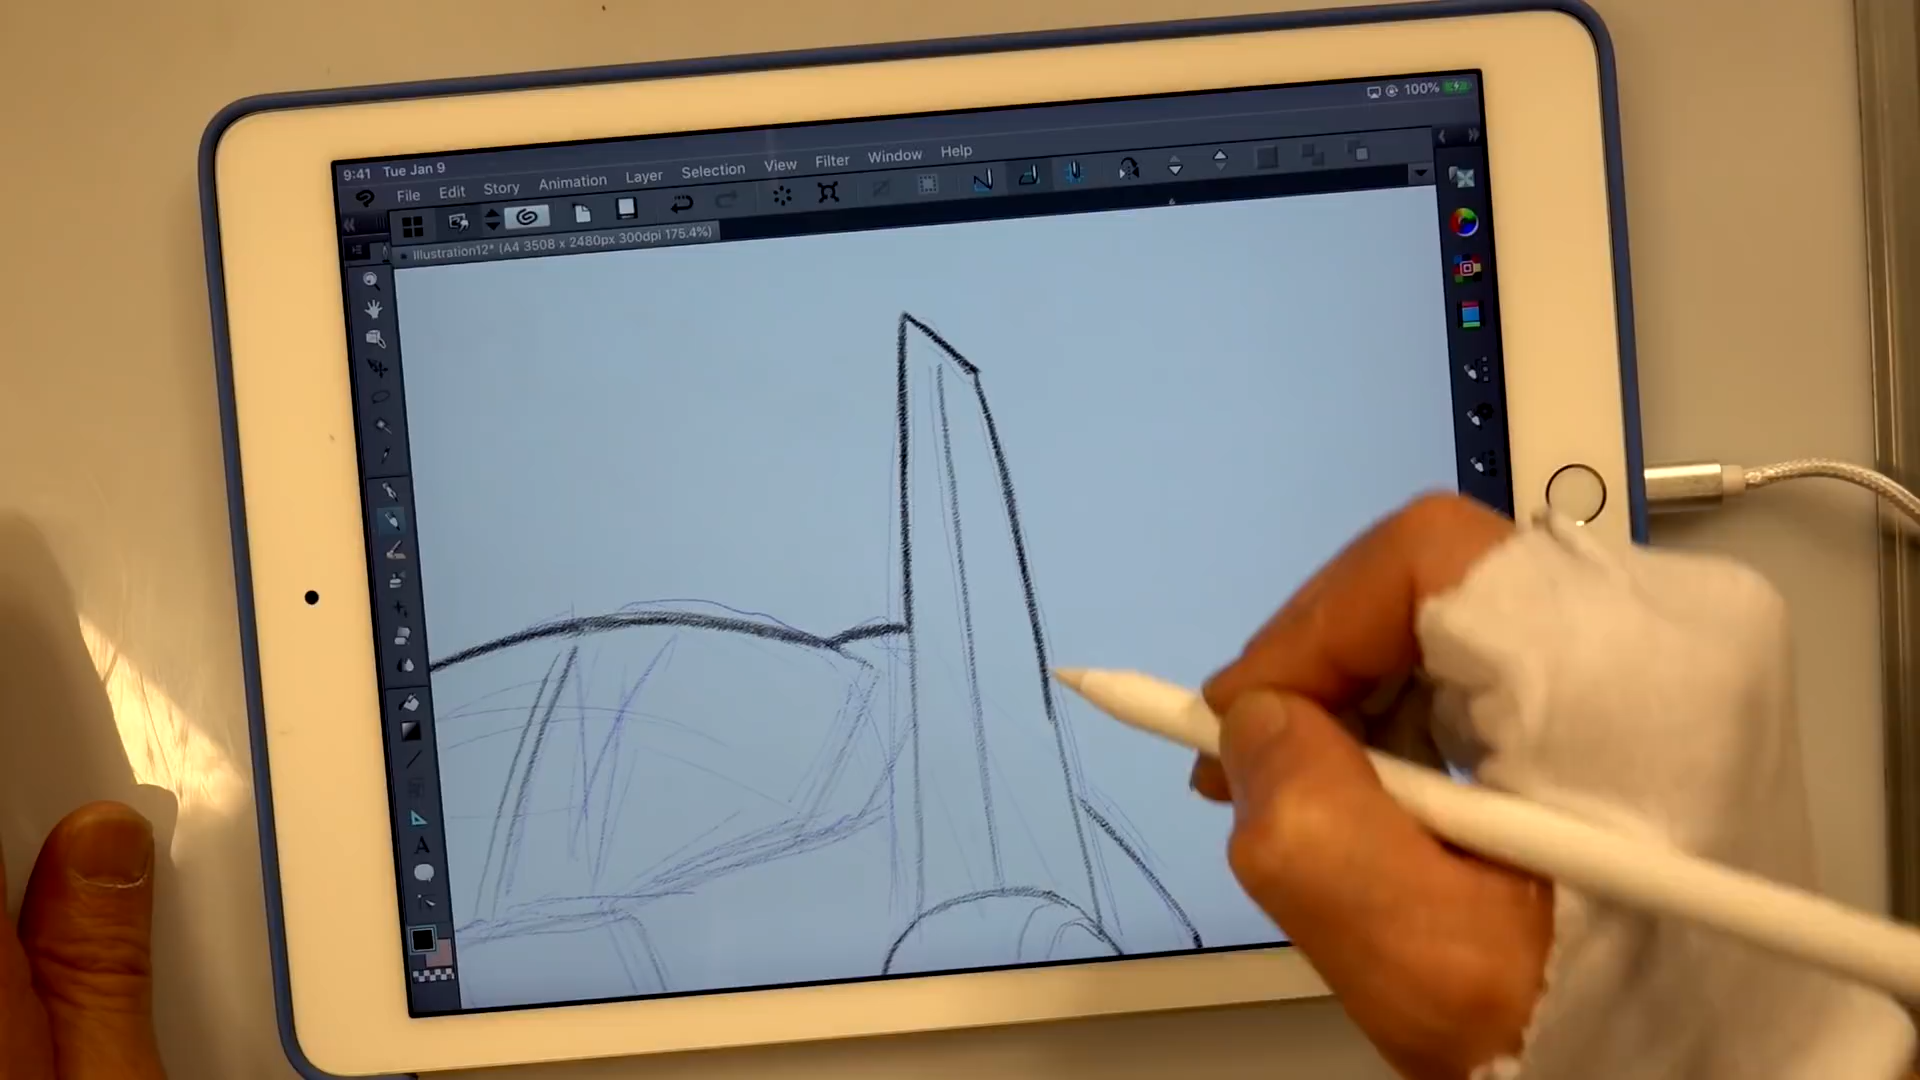 9:41 Tue Jan 9
100%
File Edit Story Animation Layer Selection View Filter Window Help
Illustration12* (A4 3508 x 2480px 300dpi 175.4%)
A